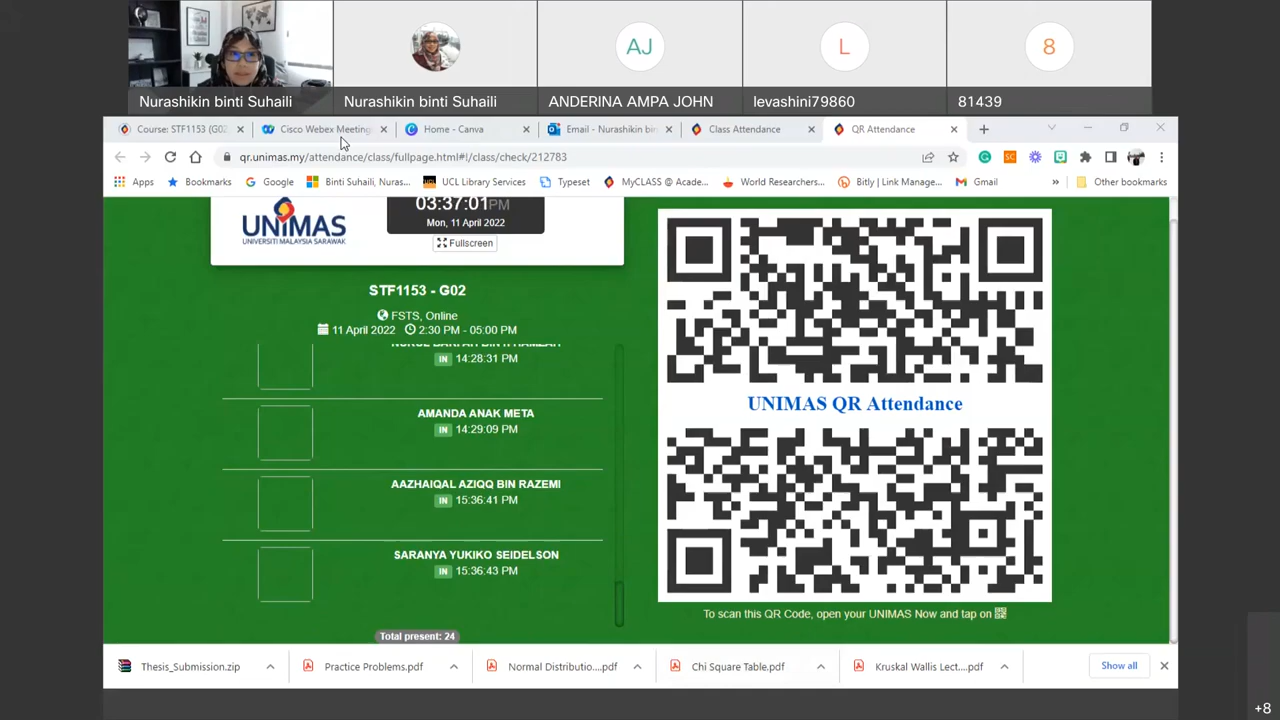 AJ
L
8
Nurashikin binti Suhaili
Nurashikin binti Suhaili
ANDERINA AMPA JOHN
levashini79860
81439
Course: STF1153 (G02
Cisco Webex Meeting
Home - Canva
Email - Nurashikin bin
Class Attendance
QR Attendance
qr.unimas.my/attendance/class/fullpage.html#!/class/check/212783
Apps
Bookmarks
Google
Binti Suhaili, Nuras...
UCL Library Services
Typeset
MyCLASS @ Acade...
World Researchers...
Bitly | Link Manage...
Gmail
»
Other bookmarks
UNIMAS
UNIVERSITI MALAYSIA SARAWAK
03:37:01PM
Mon, 11 April 2022
Fullscreen
STF1153 - G02
FSTS, Online
11 April 2022 2:30 PM - 05:00 PM
IN 14:28:31 PM
AMANDA ANAK META
IN 14:29:09 PM
AAZHAIQAL AZIQQ BIN RAZEMI
IN 15:36:41 PM
SARANYA YUKIKO SEIDELSON
IN 15:36:43 PM
Total present: 24
UNIMAS QR Attendance
To scan this QR Code, open your UNIMAS Now and tap on
Thesis_Submission.zip
Practice Problems.pdf
Normal Distributio....pdf
Chi Square Table.pdf
Kruskal Wallis Lect....pdf
Show all
+8